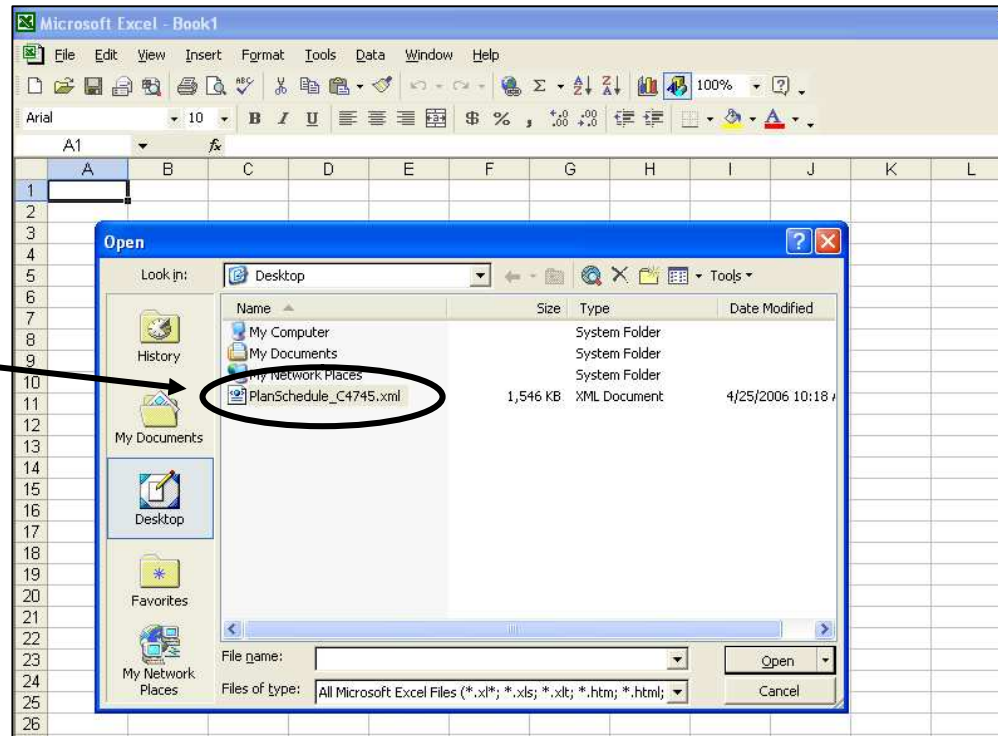 Microsoft Excel - Book1
File Edit View Insert Format Tools Data Window Help
100%
Arial 10 B I U $ % ,
A1 fx
A B C D E F G H I J K L
1
2
3
4
5
6
7
8
9
10
11
12
13
14
15
16
17
18
19
20
21
22
23
24
25
26
Open
Look in: Desktop Tools
Name Size Type Date Modified
My Computer System Folder
My Documents System Folder
My Network Places System Folder
PlanSchedule_C4745.xml 1,546 KB XML Document 4/25/2006 10:18
History
My Documents
Desktop
Favorites
My Network
Places
File name:
Open
Files of type: All Microsoft Excel Files (*.xl*; *.xls; *.xlt; *.htm; *.html;
Cancel